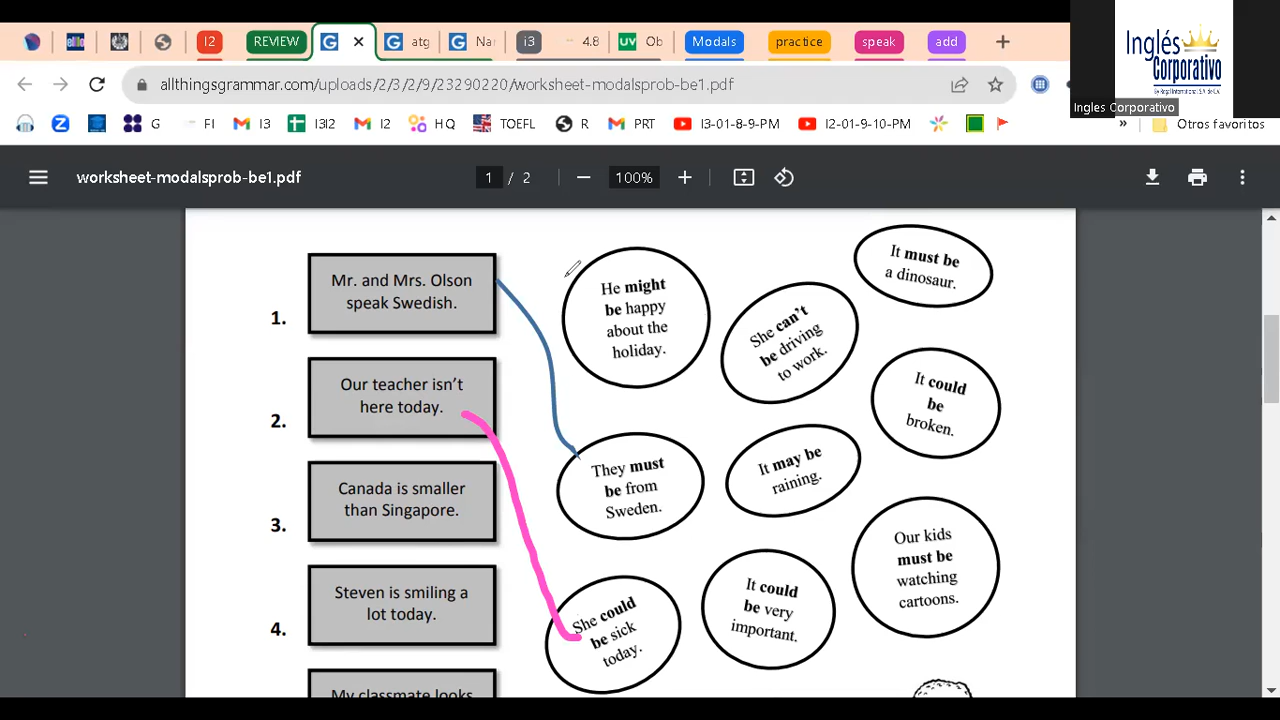 I2
REVIEW
atg
Na
i3
4.8
UV
Ob
Modals
practice
speak
add
Inglés
Corporativo
Ingles Corporativo
allthingsgrammar.com/uploads/2/3/2/9/23290220/worksheet-modalsprob-be1.pdf
G
FI
I3
I3I2
I2
HQ
TOEFL
R
PRT
I3-01-8-9-PM
I2-01-9-10-PM
»
Otros favoritos
worksheet-modalsprob-be1.pdf
1 / 2
100%
1.
Mr. and Mrs. Olson
speak Swedish.
2.
Our teacher isn't
here today.
3.
Canada is smaller
than Singapore.
4.
Steven is smiling a
lot today.
My classmate looks
He might
be happy
about the
holiday.
She can't
be driving
to work.
It must be
a dinosaur.
It could
be
broken.
They must
be from
Sweden.
It may be
raining.
Our kids
must be
watching
cartoons.
She could
be sick
today.
It could
be very
important.